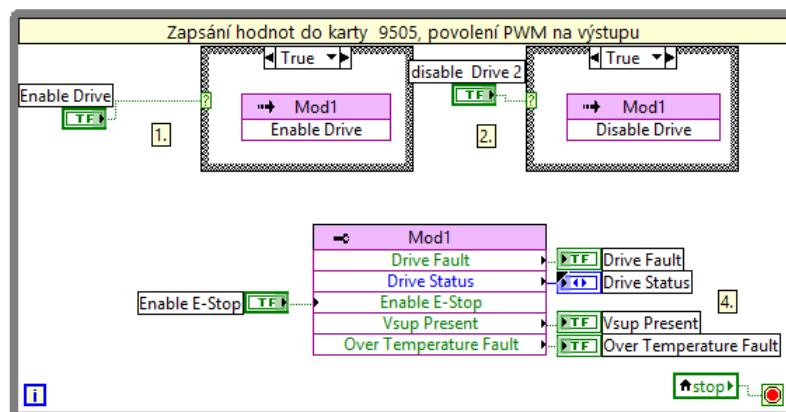 Zapsání hodnot do karty 9505, povolení PWM na výstupu
True
True
disable Drive 2
Enable Drive
TF
TF
?
?
Mod1
Enable Drive
Mod1
Disable Drive
1.
2.
Mod1
Drive Fault
TF
Drive Fault
Drive Status
Drive Status
Enable E-Stop
TF
Enable E-Stop
4.
Vsup Present
TF
Vsup Present
Over Temperature Fault
TF
Over Temperature Fault
stop
i